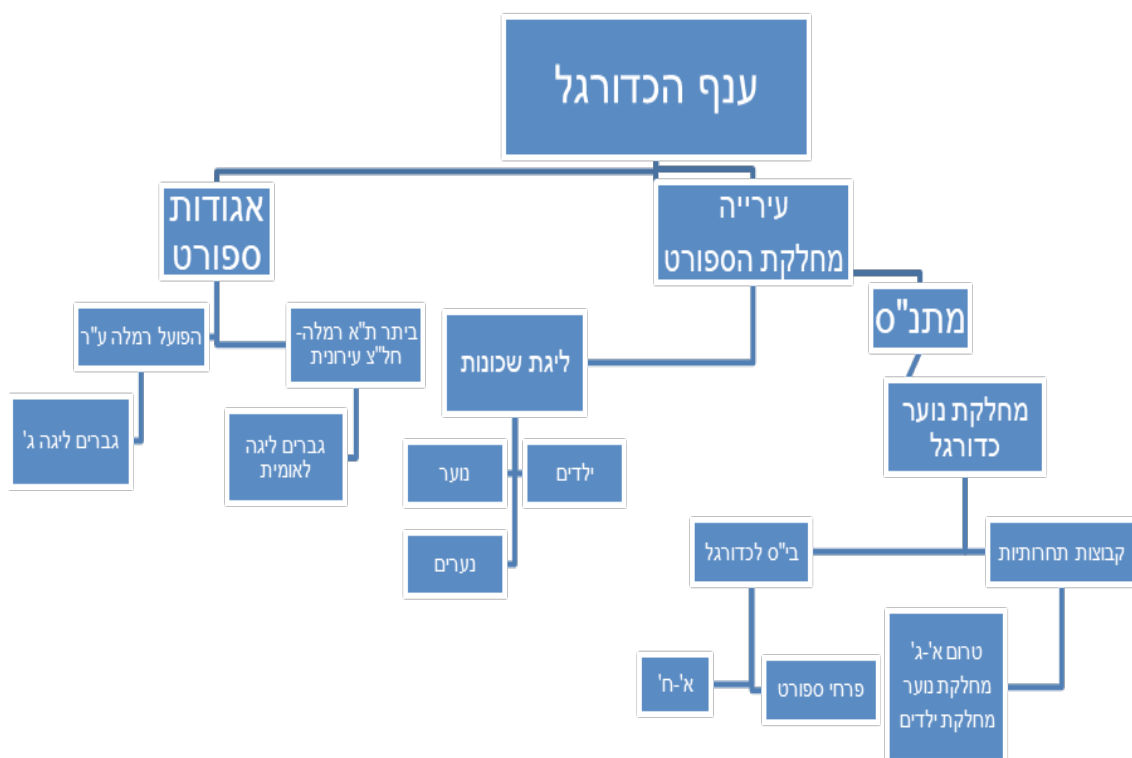 ענף הכדורגל
עירייה
מחלקת הספורט
אגודות
ספורט
מתנ"ס
ביתר ת"א רמלה-
חל"צ עירונית
הפועל רמלה ע"ר
ליגת שכונות
מחלקת נוער
כדורגל
גברים ליגה
לאומית
גברים ליגה ג'
ילדים
נוער
נערים
קבוצות תחרותיות
בי"ס לכדורגל
טרום א'-ג'
מחלקת נוער
מחלקת ילדים
פרחי ספורט
א'-ח'